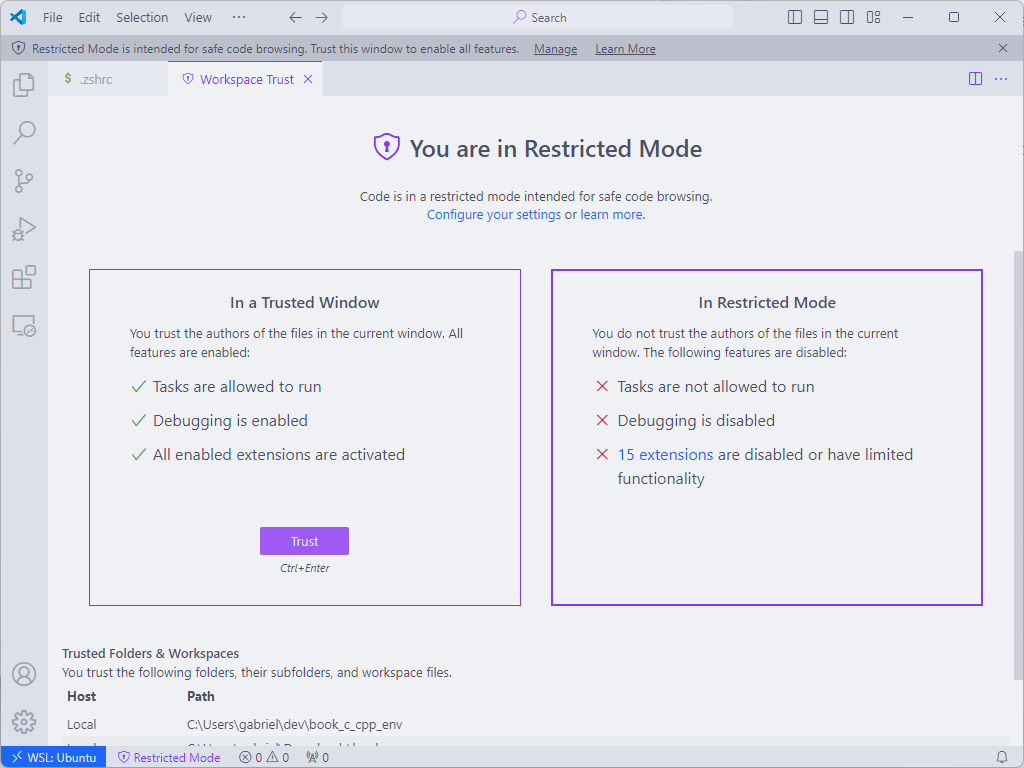 File Edit Selection View ··· Search
Restricted Mode is intended for safe code browsing. Trust this window to enable all features. Manage Learn More
$ .zshrc Workspace Trust
You are in Restricted Mode
Code is in a restricted mode intended for safe code browsing.
Configure your settings or learn more.
In a Trusted Window
You trust the authors of the files in the current window. All
features are enabled:
Tasks are allowed to run
Debugging is enabled
All enabled extensions are activated
Trust
Ctrl+Enter
In Restricted Mode
You do not trust the authors of the files in the current
window. The following features are disabled:
Tasks are not allowed to run
Debugging is disabled
15 extensions are disabled or have limited
functionality
Trusted Folders & Workspaces
You trust the following folders, their subfolders, and workspace files.
Host Path
Local C:\Users\gabriel\dev\book_c_cpp_env
WSL: Ubuntu Restricted Mode 0 0 0